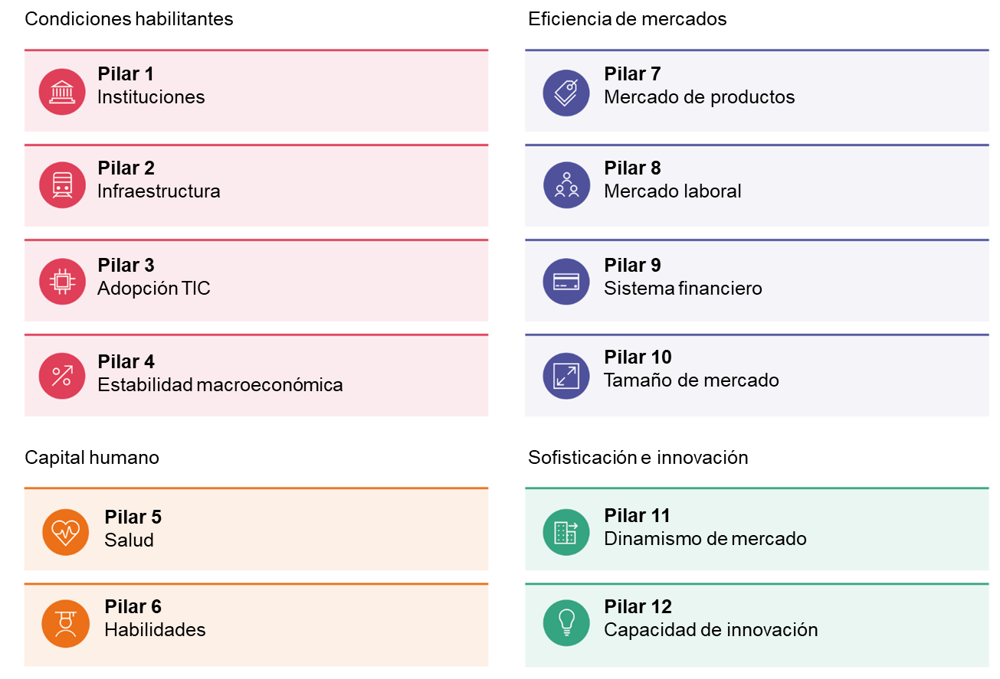 Condiciones habilitantes
Pilar 1
Instituciones
Pilar 2
Infraestructura
Pilar 3
Adopción TIC
Pilar 4
Estabilidad macroeconómica
Eficiencia de mercados
Pilar 7
Mercado de productos
Pilar 8
Mercado laboral
Pilar 9
Sistema financiero
Pilar 10
Tamaño de mercado
Capital humano
Pilar 5
Salud
Pilar 6
Habilidades
Sofisticación e innovación
Pilar 11
Dinamismo de mercado
Pilar 12
Capacidad de innovación